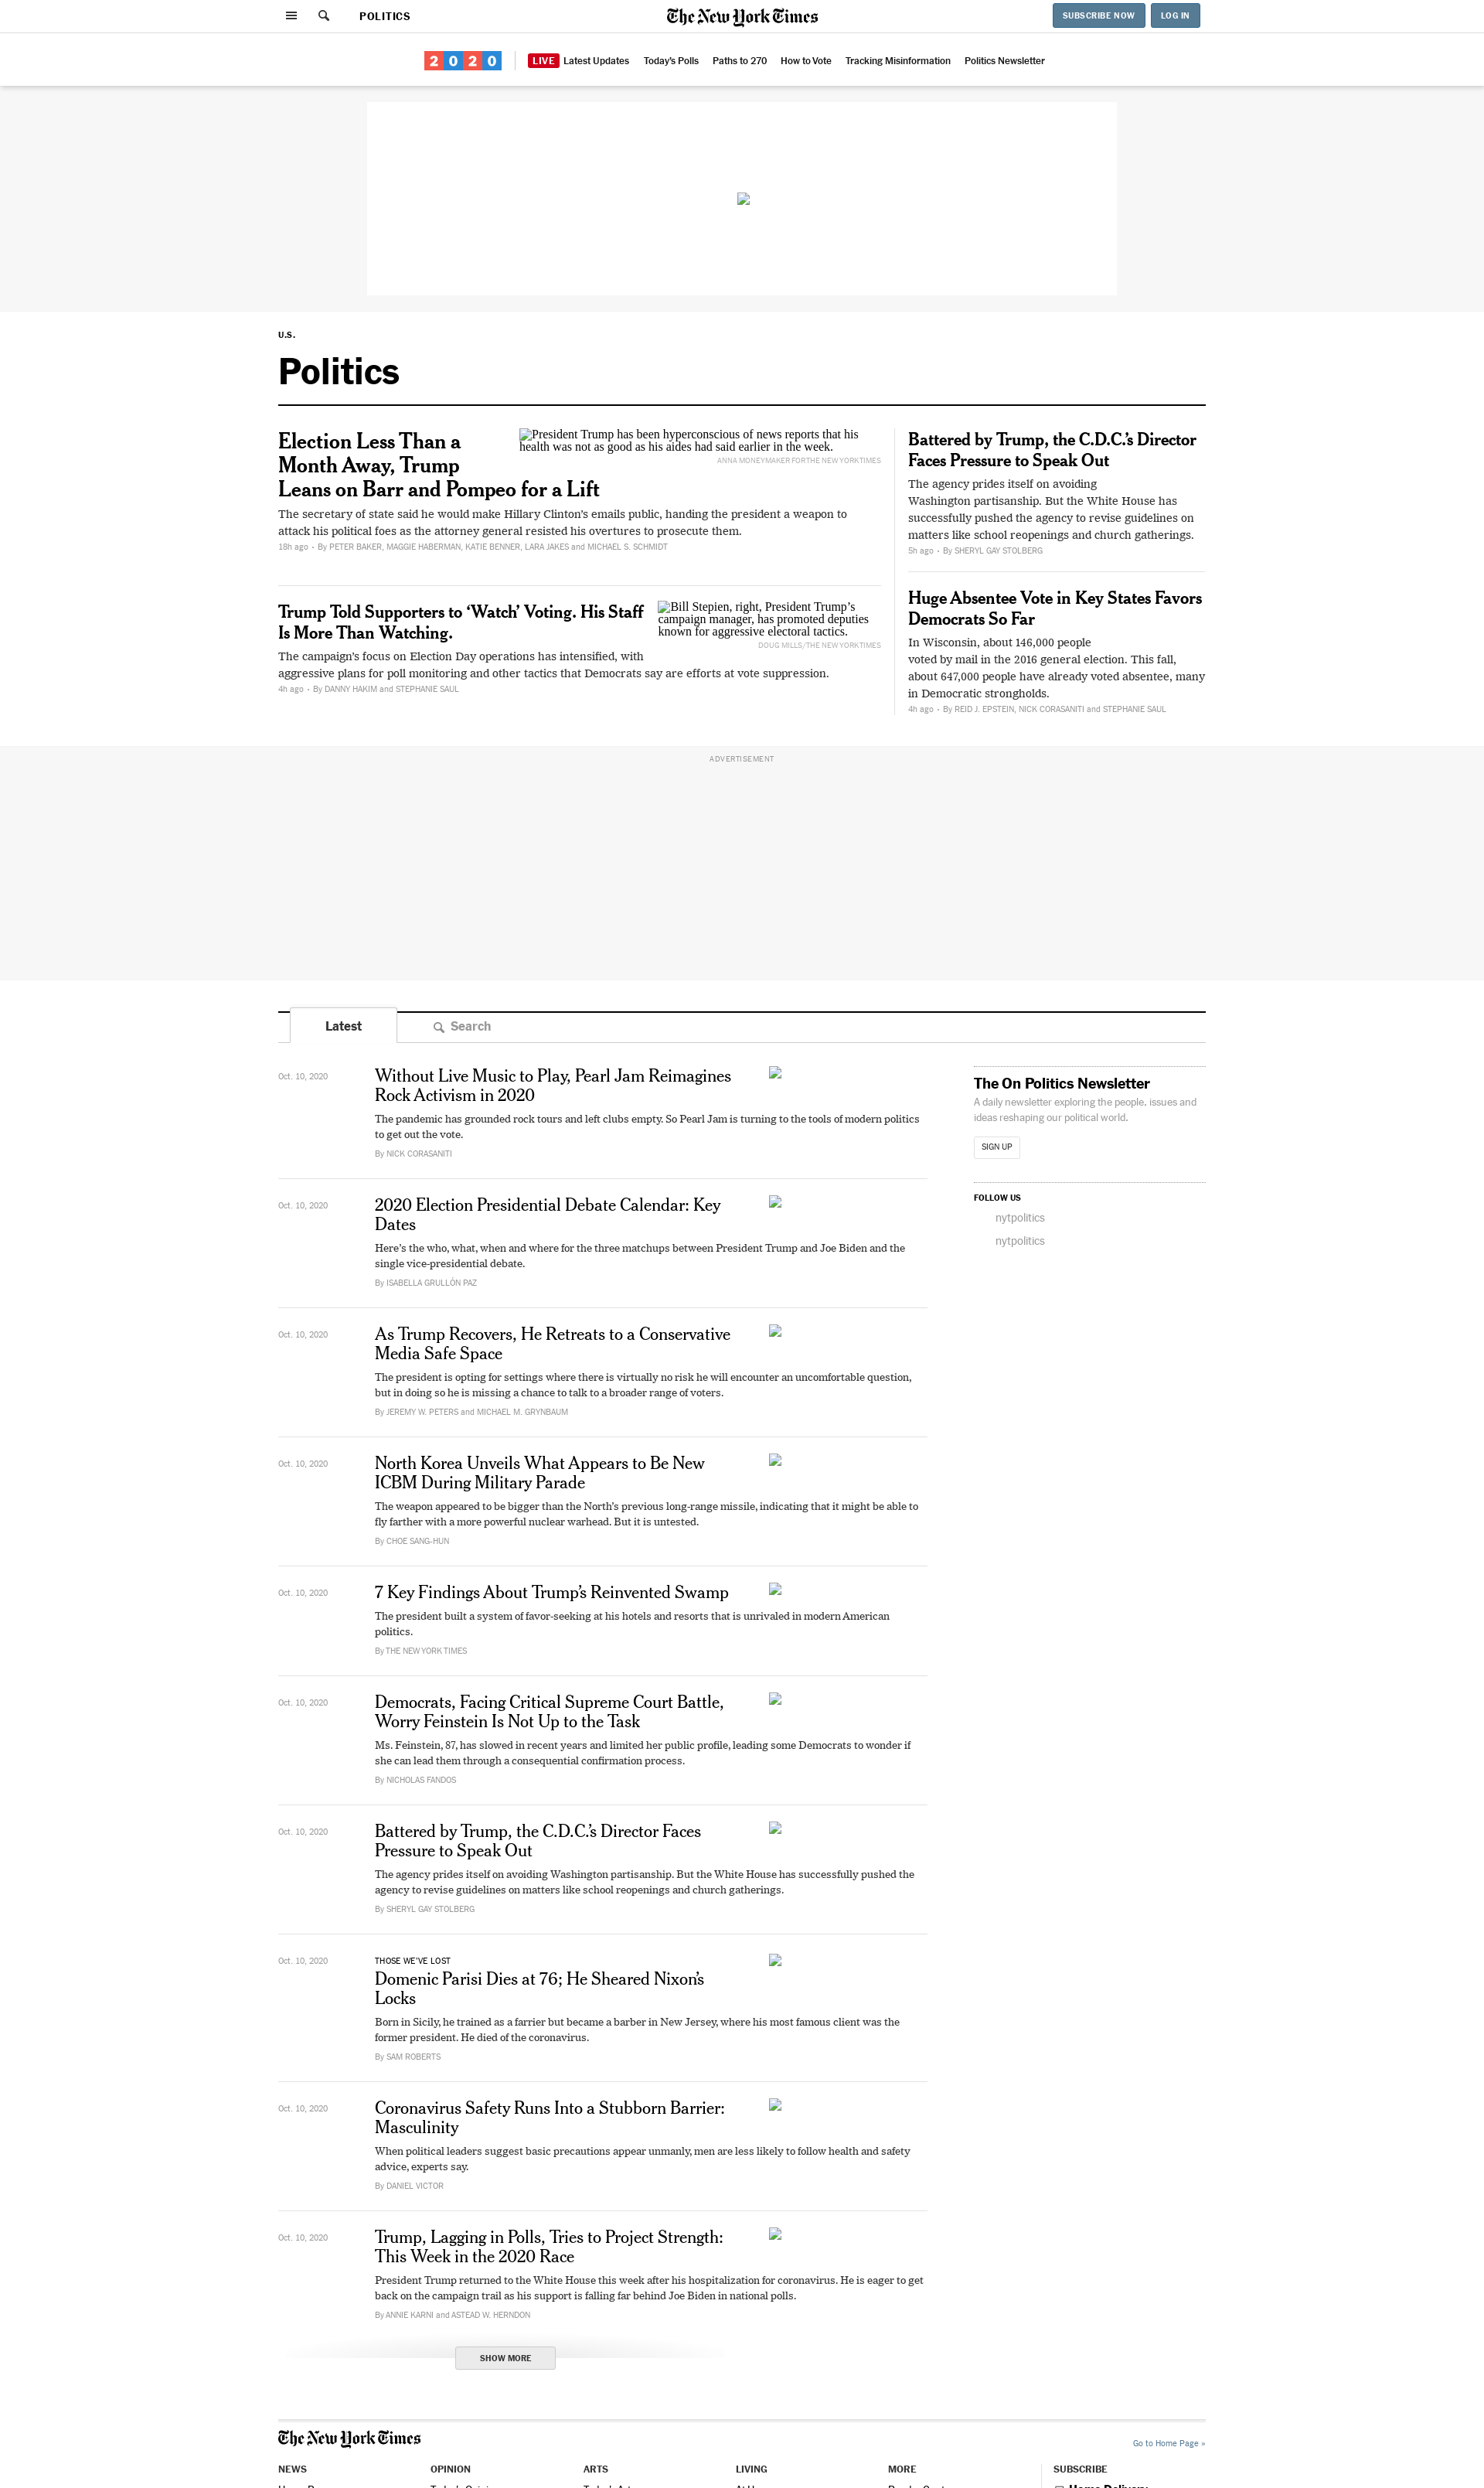 POLITICS
The New York Times
SUBSCRIBE NOW
LOG IN
2020
LIVE Latest Updates Today's Polls Paths to 270 How to Vote Tracking Misinformation Politics Newsletter
U.S.
Politics
Election Less Than a
Month Away, Trump
Leans on Barr and Pompeo for a Lift
President Trump has been hyperconscious of news reports that his
health was not as good as his aides had said earlier in the week.
ANNA MONEYMAKER FOR THE NEW YORK TIMES
The secretary of state said he would make Hillary Clinton's emails public, handing the president a weapon to
attack his political foes as the attorney general resisted his overtures to prosecute them.
18h ago • By PETER BAKER, MAGGIE HABERMAN, KATIE BENNER, LARA JAKES and MICHAEL S. SCHMIDT
Trump Told Supporters to ‘Watch’ Voting. His Staff
Is More Than Watching.
Bill Stepien, right, President Trump’s
campaign manager, has promoted deputies
known for aggressive electoral tactics.
DOUG MILLS/THE NEW YORK TIMES
The campaign's focus on Election Day operations has intensified, with
aggressive plans for poll monitoring and other tactics that Democrats say are efforts at vote suppression.
4h ago • By DANNY HAKIM and STEPHANIE SAUL
Battered by Trump, the C.D.C.’s Director
Faces Pressure to Speak Out
The agency prides itself on avoiding
Washington partisanship. But the White House has
successfully pushed the agency to revise guidelines on
matters like school reopenings and church gatherings.
5h ago • By SHERYL GAY STOLBERG
Huge Absentee Vote in Key States Favors
Democrats So Far
In Wisconsin, about 146,000 people
voted by mail in the 2016 general election. This fall,
about 647,000 people have already voted absentee, many
in Democratic strongholds.
4h ago • By REID J. EPSTEIN, NICK CORASANITI and STEPHANIE SAUL
ADVERTISEMENT
Latest
Search
Oct. 10, 2020
Without Live Music to Play, Pearl Jam Reimagines
Rock Activism in 2020
The pandemic has grounded rock tours and left clubs empty. So Pearl Jam is turning to the tools of modern politics
to get out the vote.
By NICK CORASANITI
Oct. 10, 2020
2020 Election Presidential Debate Calendar: Key
Dates
Here's the who, what, when and where for the three matchups between President Trump and Joe Biden and the
single vice-presidential debate.
By ISABELLA GRULLÓN PAZ
Oct. 10, 2020
As Trump Recovers, He Retreats to a Conservative
Media Safe Space
The president is opting for settings where there is virtually no risk he will encounter an uncomfortable question,
but in doing so he is missing a chance to talk to a broader range of voters.
By JEREMY W. PETERS and MICHAEL M. GRYNBAUM
Oct. 10, 2020
North Korea Unveils What Appears to Be New
ICBM During Military Parade
The weapon appeared to be bigger than the North's previous long-range missile, indicating that it might be able to
fly farther with a more powerful nuclear warhead. But it is untested.
By CHOE SANG-HUN
Oct. 10, 2020
7 Key Findings About Trump’s Reinvented Swamp
The president built a system of favor-seeking at his hotels and resorts that is unrivaled in modern American
politics.
By THE NEW YORK TIMES
Oct. 10, 2020
Democrats, Facing Critical Supreme Court Battle,
Worry Feinstein Is Not Up to the Task
Ms. Feinstein, 87, has slowed in recent years and limited her public profile, leading some Democrats to wonder if
she can lead them through a consequential confirmation process.
By NICHOLAS FANDOS
Oct. 10, 2020
Battered by Trump, the C.D.C.’s Director Faces
Pressure to Speak Out
The agency prides itself on avoiding Washington partisanship. But the White House has successfully pushed the
agency to revise guidelines on matters like school reopenings and church gatherings.
By SHERYL GAY STOLBERG
Oct. 10, 2020
THOSE WE'VE LOST
Domenic Parisi Dies at 76; He Sheared Nixon’s
Locks
Born in Sicily, he trained as a farrier but became a barber in New Jersey, where his most famous client was the
former president. He died of the coronavirus.
By SAM ROBERTS
Oct. 10, 2020
Coronavirus Safety Runs Into a Stubborn Barrier:
Masculinity
When political leaders suggest basic precautions appear unmanly, men are less likely to follow health and safety
advice, experts say.
By DANIEL VICTOR
Oct. 10, 2020
Trump, Lagging in Polls, Tries to Project Strength:
This Week in the 2020 Race
President Trump returned to the White House this week after his hospitalization for coronavirus. He is eager to get
back on the campaign trail as his support is falling far behind Joe Biden in national polls.
By ANNIE KARNI and ASTEAD W. HERNDON
SHOW MORE
The On Politics Newsletter
A daily newsletter exploring the people, issues and
ideas reshaping our political world.
SIGN UP
FOLLOW US
nytpolitics
nytpolitics
The New York Times
Go to Home Page »
NEWS OPINION ARTS LIVING MORE SUBSCRIBE